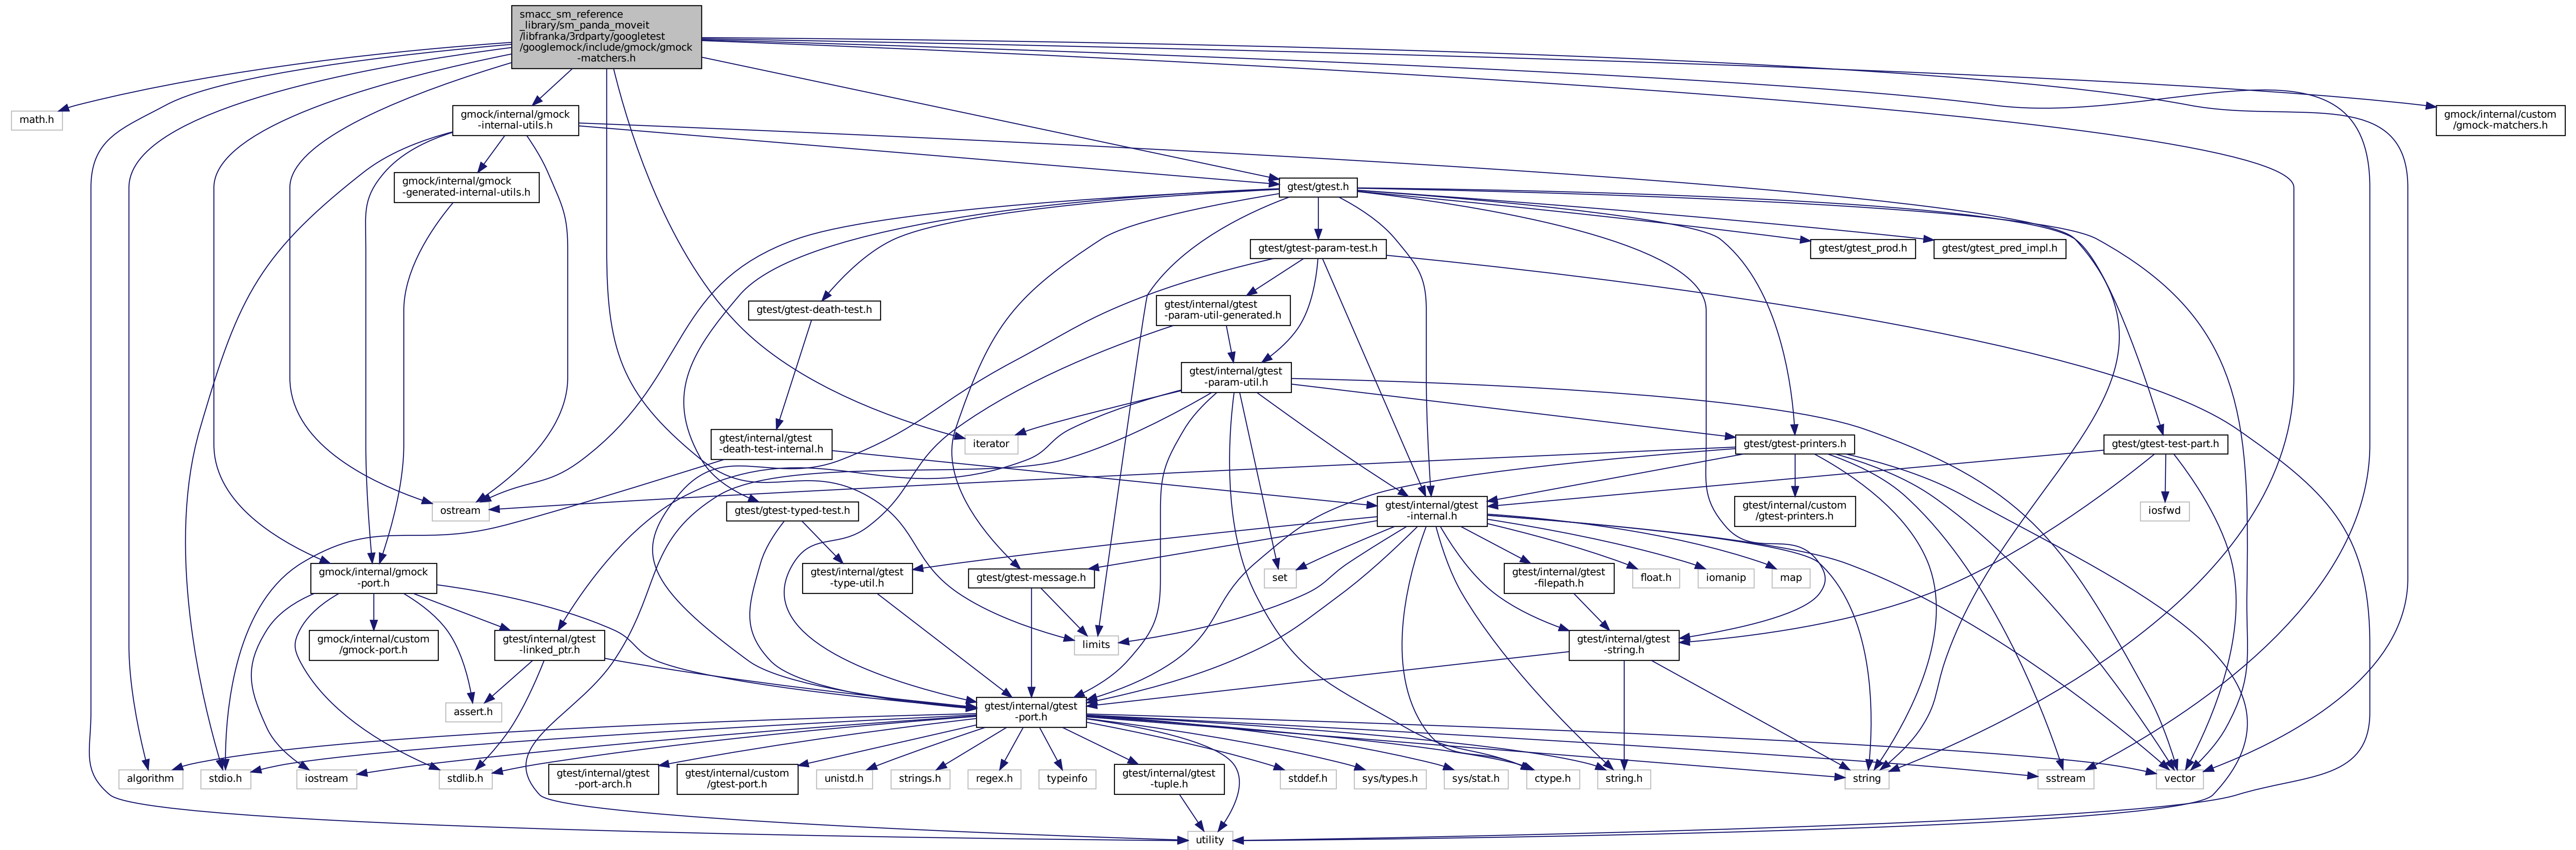 smacc_sm_reference
_library/sm_panda_moveit
/libfranka/3rdparty/googletest
/googlemock/include/gmock/gmock
-matchers.h
math.h
gmock/internal/gmock
-internal-utils.h
gmock/internal/custom
/gmock-matchers.h
gmock/internal/gmock
-generated-internal-utils.h
gtest/gtest.h
gtest/gtest-param-test.h
gtest/gtest_prod.h
gtest/gtest_pred_impl.h
gtest/gtest-death-test.h
gtest/internal/gtest
-param-util-generated.h
gtest/internal/gtest
-param-util.h
gtest/internal/gtest
-death-test-internal.h
iterator
gtest/gtest-printers.h
gtest/gtest-test-part.h
ostream
gtest/gtest-typed-test.h
gtest/internal/gtest
-internal.h
gtest/internal/custom
/gtest-printers.h
iosfwd
gmock/internal/gmock
-port.h
gtest/internal/gtest
-type-util.h
gtest/gtest-message.h
set
gtest/internal/gtest
-filepath.h
float.h
iomanip
map
gmock/internal/custom
/gmock-port.h
gtest/internal/gtest
-linked_ptr.h
limits
gtest/internal/gtest
-string.h
assert.h
gtest/internal/gtest
-port.h
algorithm
stdio.h
iostream
stdlib.h
gtest/internal/gtest
-port-arch.h
gtest/internal/custom
/gtest-port.h
unistd.h
strings.h
regex.h
typeinfo
gtest/internal/gtest
-tuple.h
stddef.h
sys/types.h
sys/stat.h
ctype.h
string.h
string
sstream
vector
utility